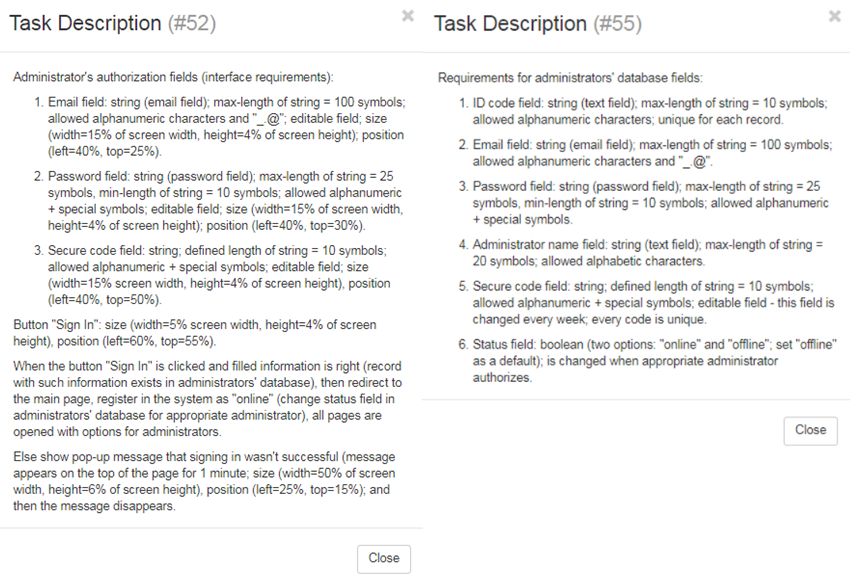 Task Description (#52)
×
Administrator's authorization fields (interface requirements):
1. Email field: string (email field); max-length of string = 100 symbols;
allowed alphanumeric characters and "_.@"; editable field; size
(width=15% of screen width, height=4% of screen height); position
(left=40%, top=25%).
2. Password field: string (password field); max-length of string = 25
symbols, min-length of string = 10 symbols; allowed alphanumeric
+ special symbols; editable field; size (width=15% of screen width,
height=4% of screen height); position (left=40%, top=30%).
3. Secure code field: string; defined length of string = 10 symbols;
allowed alphanumeric + special symbols; editable field; size
(width=15% screen width, height=4% of screen height), position
(left=40%, top=50%).
Button "Sign In": size (width=5% screen width, height=4% of screen
height), position (left=60%, top=55%).
When the button "Sign In" is clicked and filled information is right (record
with such information exists in administrators' database), then redirect to
the main page, register in the system as "online" (change status field in
administrators' database for appropriate administrator), all pages are
opened with options for administrators.
Else show pop-up message that signing in wasn't successful (message
appears on the top of the page for 1 minute; size (width=50% of screen
width, height=6% of screen height), position (left=25%, top=15%); and
then the message disappears.
Close
Task Description (#55)
×
Requirements for administrators' database fields:
1. ID code field: string (text field); max-length of string = 10 symbols;
allowed alphanumeric characters; unique for each record.
2. Email field: string (email field); max-length of string = 100 symbols;
allowed alphanumeric characters and "_.@".
3. Password field: string (password field); max-length of string = 25
symbols, min-length of string = 10 symbols; allowed alphanumeric
+ special symbols.
4. Administrator name field: string (text field); max-length of string =
20 symbols; allowed alphabetic characters.
5. Secure code field: string; defined length of string = 10 symbols;
allowed alphanumeric + special symbols; editable field - this field is
changed every week; every code is unique.
6. Status field: boolean (two options: "online" and "offline"; set "offline"
as a default); is changed when appropriate administrator
authorizes.
Close